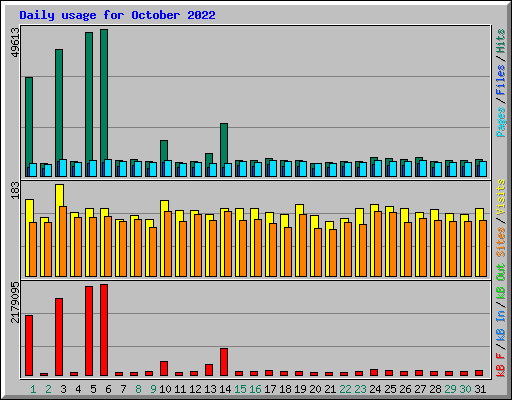 Daily usage for October 2022
49613
Pages / Files / Hits
183
Sites / Visits
2179095
kB F / kB In / kB Out
1 2 3 4 5 6 7 8 9 10 11 12 13 14 15 16 17 18 19 20 21 22 23 24 25 26 27 28 29 30 31